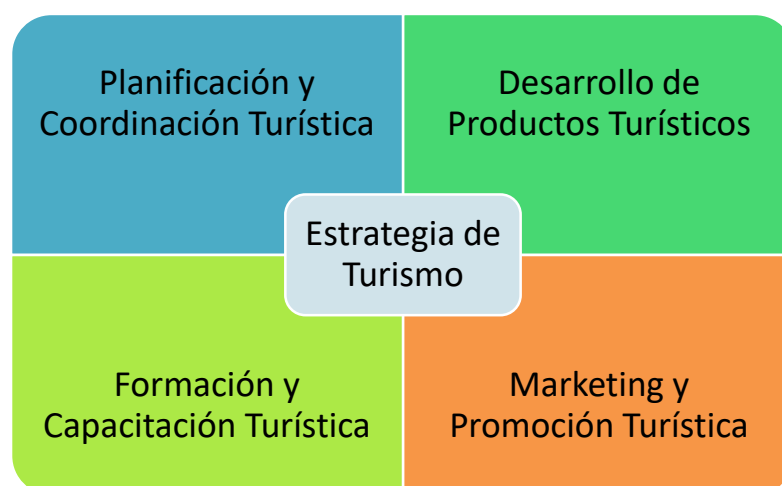 Planificación y
Coordinación Turística
Desarrollo de
Productos Turísticos
Estrategia de
Turismo
Formación y
Capacitación Turística
Marketing y
Promoción Turística